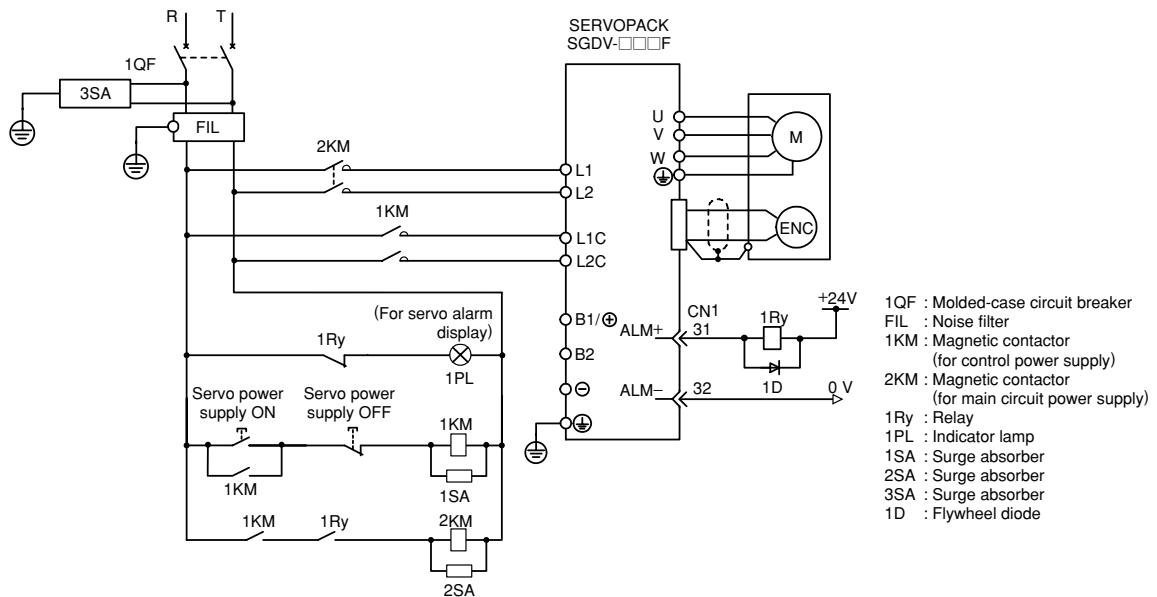 R
T
SERVOPACK
SGDV-□□□F
1QF
3SA
FIL
U
V
W
M
2KM
L1
L2
1KM
L1C
L2C
ENC
+24V
(For servo alarm
display)
1Ry
1PL
B1/⊕
B2
⊖
ALM+
CN1
31
1Ry
1D
ALM−
32
0 V
Servo power
supply ON
Servo power
supply OFF
1KM
1KM
1SA
1KM
1Ry
2KM
2SA
1QF : Molded-case circuit breaker
FIL : Noise filter
1KM : Magnetic contactor
(for control power supply)
2KM : Magnetic contactor
(for main circuit power supply)
1Ry : Relay
1PL : Indicator lamp
1SA : Surge absorber
2SA : Surge absorber
3SA : Surge absorber
1D : Flywheel diode